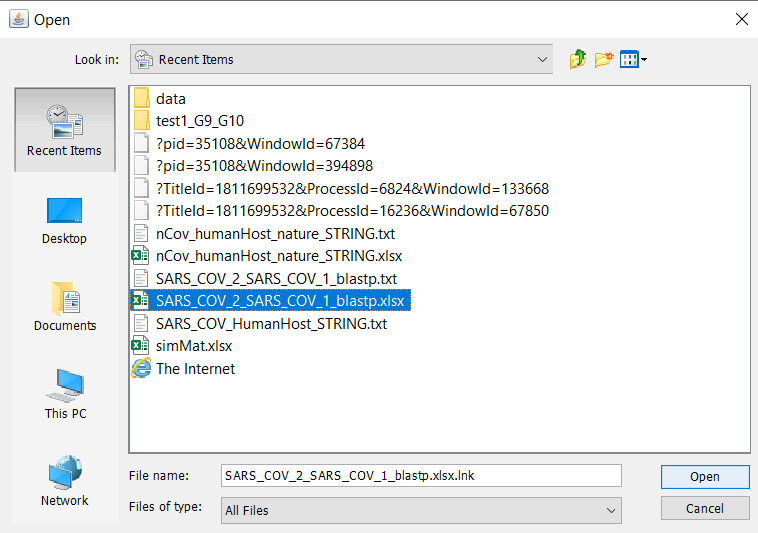 Open
Look in:
Recent Items
Recent Items
Desktop
Documents
This PC
Network
data
test1_G9_G10
?pid=35108&WindowId=67384
?pid=35108&WindowId=394898
?TitleId=1811699532&ProcessId=6824&WindowId=133668
?TitleId=1811699532&ProcessId=16236&WindowId=67850
nCov_humanHost_nature_STRING.txt
nCov_humanHost_nature_STRING.xlsx
SARS_COV_2_SARS_COV_1_blastp.txt
SARS_COV_2_SARS_COV_1_blastp.xlsx
SARS_COV_HumanHost_STRING.txt
simMat.xlsx
The Internet
File name:
SARS_COV_2_SARS_COV_1_blastp.xlsx.lnk
Open
Files of type:
All Files
Cancel